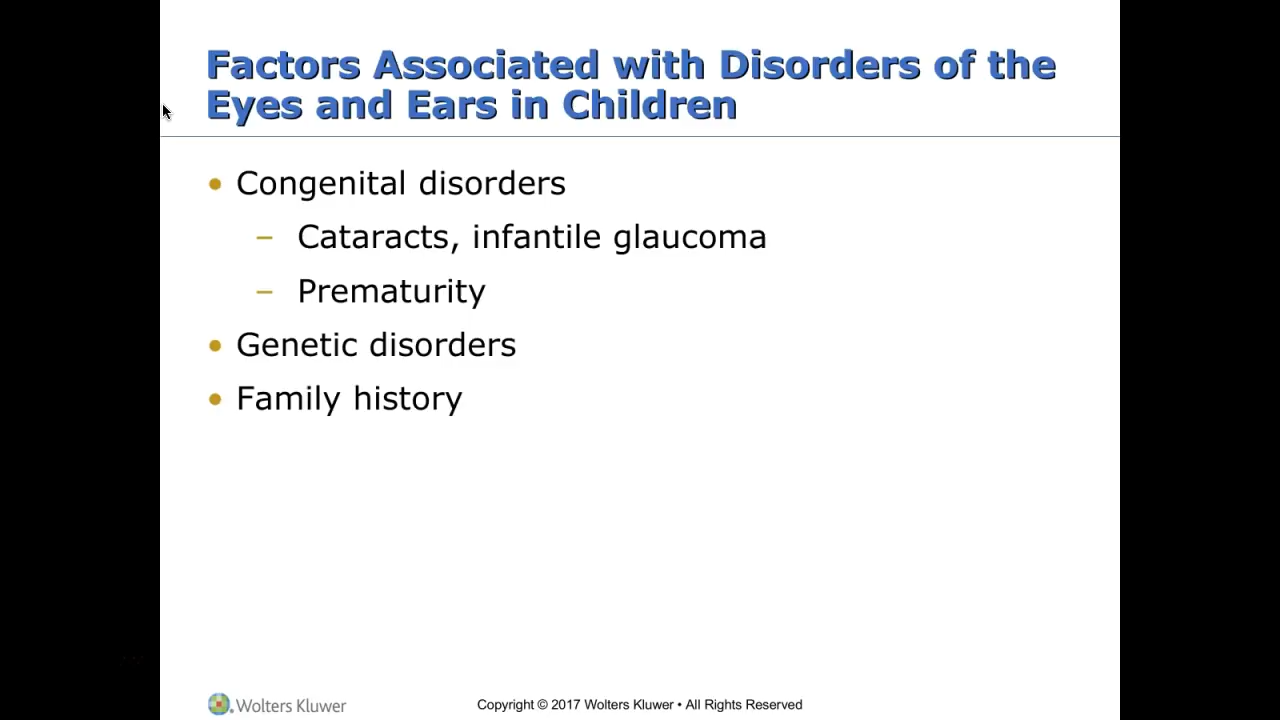 Factors Associated with Disorders of the
Eyes and Ears in Children
• Congenital disorders
– Cataracts, infantile glaucoma
– Prematurity
• Genetic disorders
• Family history
Wolters Kluwer
Copyright © 2017 Wolters Kluwer • All Rights Reserved